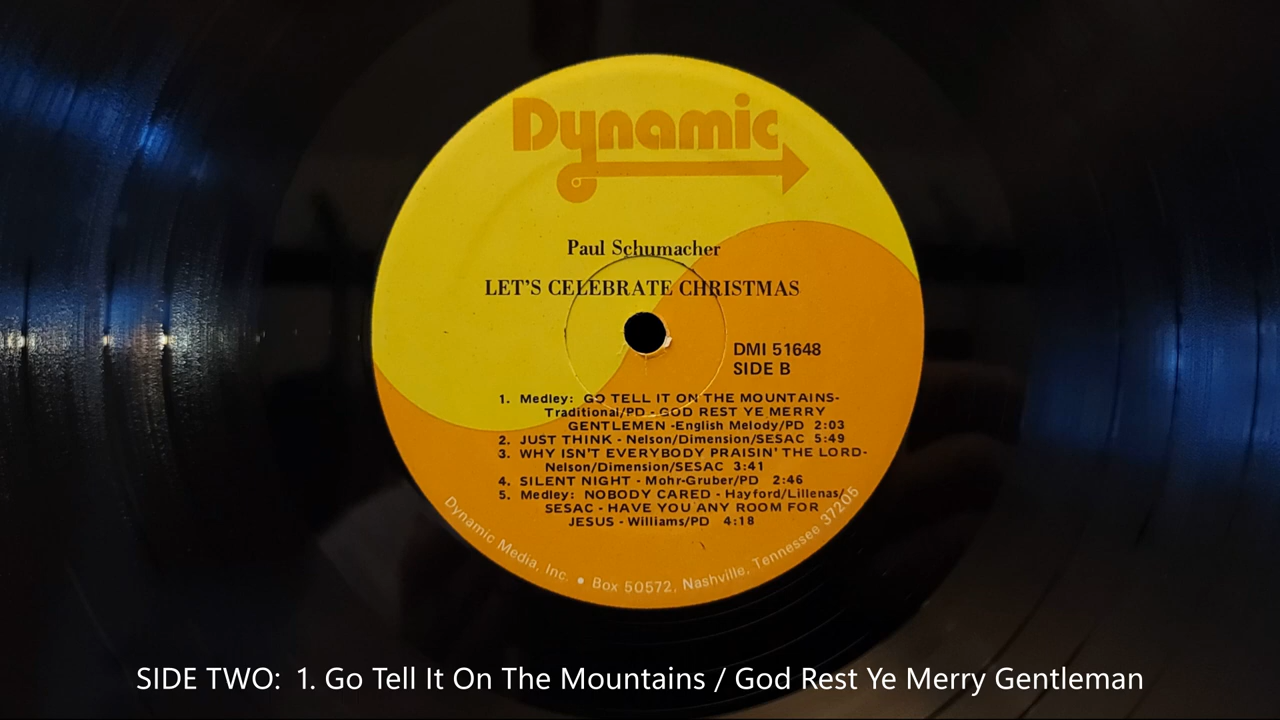 Dynamic
Paul Schumacher
LET'S CELEBRATE CHRISTMAS
DMI 51648
SIDE B
1. Medley: GO TELL IT ON THE MOUNTAINS-
Traditional/PD - GOD REST YE MERRY
GENTLEMEN -English Melody/PD 2:03
2. JUST THINK - Nelson/Dimension/SESAC 5:49
3. WHY ISN'T EVERYBODY PRAISIN' THE LORD-
Nelson/Dimension/SESAC 3:41
4. SILENT NIGHT - Mohr-Gruber/PD 2:46
5. Medley: NOBODY CARED - Hayford/Lillenas/
SESAC - HAVE YOU ANY ROOM FOR
JESUS - Williams/PD 4:18
Dynamic Media, Inc. • Box 50572, Nashville, Tennessee 37205
SIDE TWO: 1. Go Tell It On The Mountains / God Rest Ye Merry Gentleman